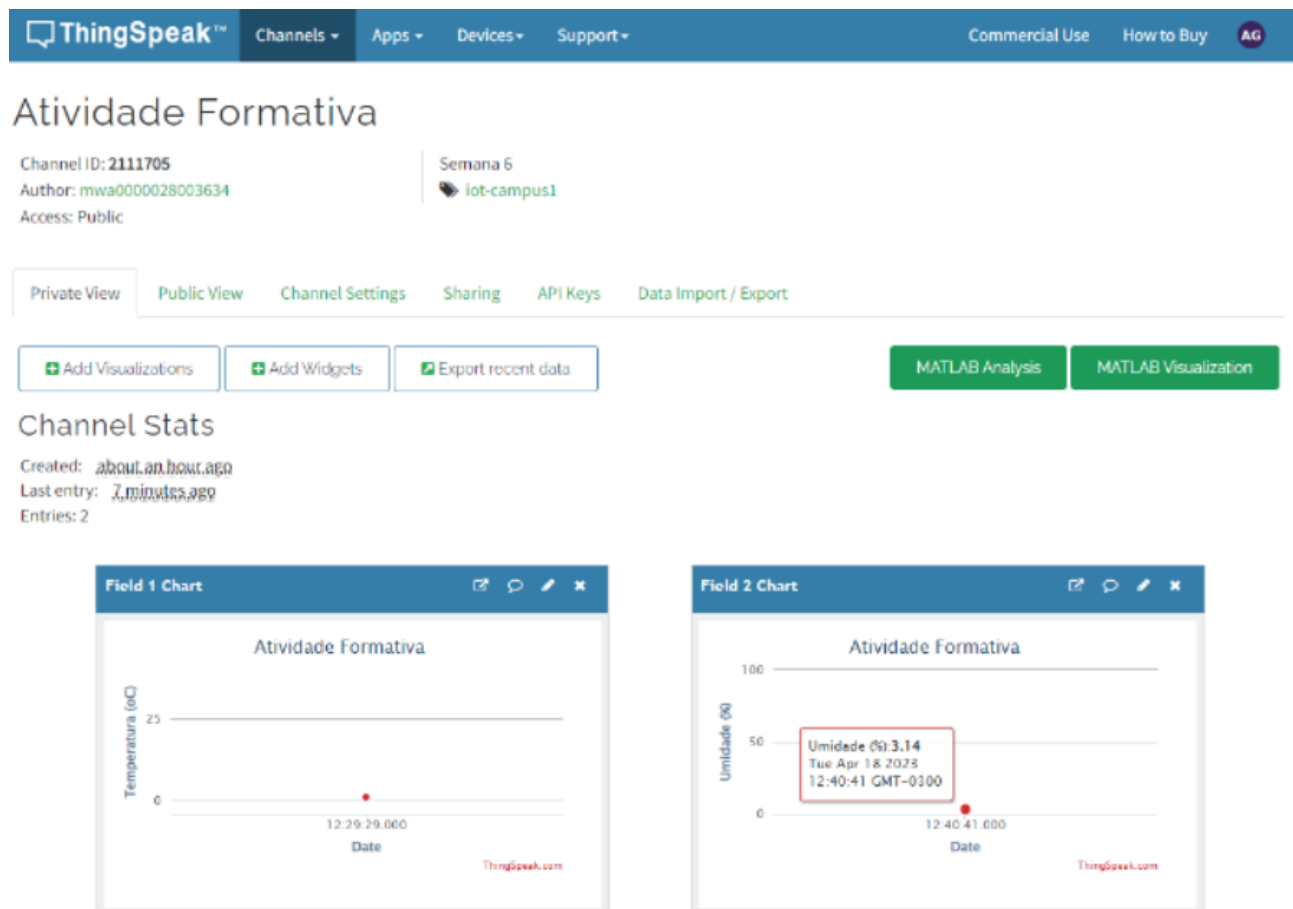 ThingSpeak™ Channels Apps Devices Support Commercial Use How to Buy AG
Atividade Formativa
Channel ID: 2111705
Author: mwa0000028003634
Access: Public
Semana 6
iot-campus1
Private View Public View Channel Settings Sharing API Keys Data Import / Export
Add Visualizations Add Widgets Export recent data MATLAB Analysis MATLAB Visualization
Channel Stats
Created: about an hour ago
Last entry: 7 minutes ago
Entries: 2
Field 1 Chart
Atividade Formativa
Temperatura (oC)
25
0
12:29:29.000
Date
ThingSpeak.com
Field 2 Chart
Atividade Formativa
Umidade (%)
100
50
0
Umidade (%):3.14
Tue Apr 18 2023
12:40:41 GMT-0300
12:40:41.000
Date
ThingSpeak.com